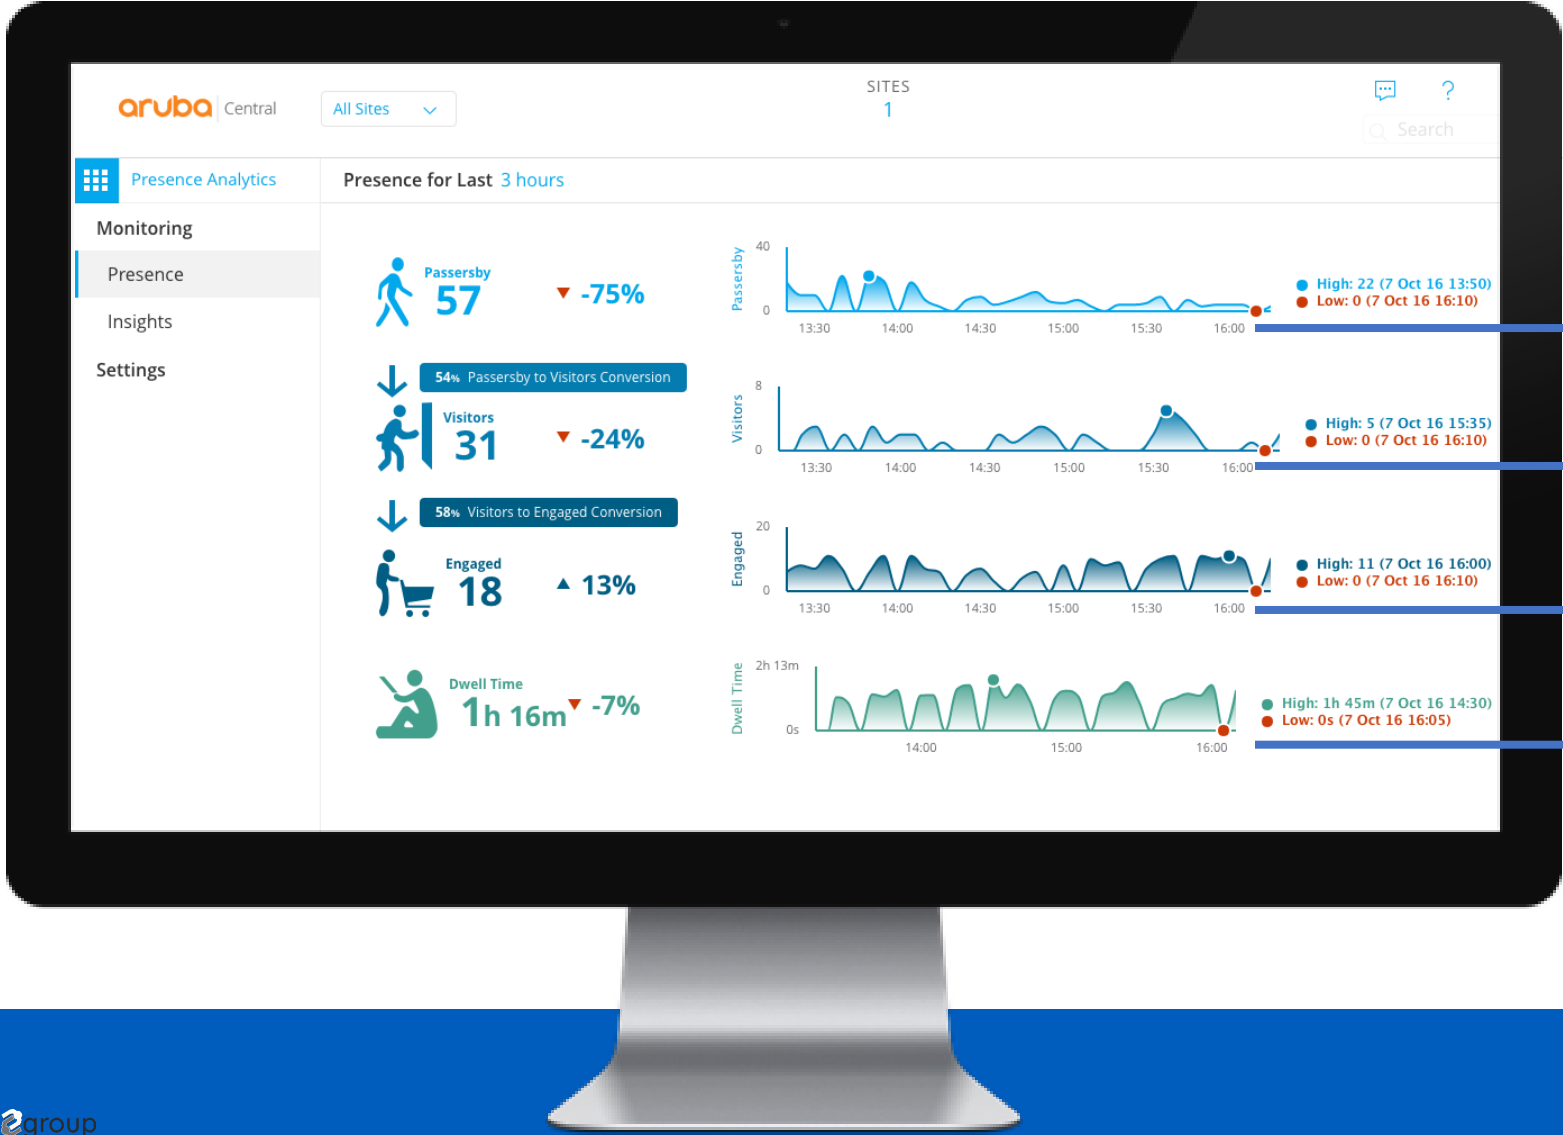 aruba Central
All Sites
SITES
1
?
Search
Presence Analytics
Presence for Last 3 hours
Monitoring
Presence
Insights
Settings
Passersby
57
-75%
Passersby
40
0
13:30 14:00 14:30 15:00 15:30 16:00
High: 22 (7 Oct 16 13:50)
Low: 0 (7 Oct 16 16:10)
54% Passersby to Visitors Conversion
Visitors
31
-24%
Visitors
8
0
13:30 14:00 14:30 15:00 15:30 16:00
High: 5 (7 Oct 16 15:35)
Low: 0 (7 Oct 16 16:10)
58% Visitors to Engaged Conversion
Engaged
18
13%
Engaged
20
0
13:30 14:00 14:30 15:00 15:30 16:00
High: 11 (7 Oct 16 16:00)
Low: 0 (7 Oct 16 16:10)
Dwell Time
1h 16m
-7%
Dwell Time
2h 13m
0s
14:00 15:00 16:00
High: 1h 45m (7 Oct 16 14:30)
Low: 0s (7 Oct 16 16:05)
group